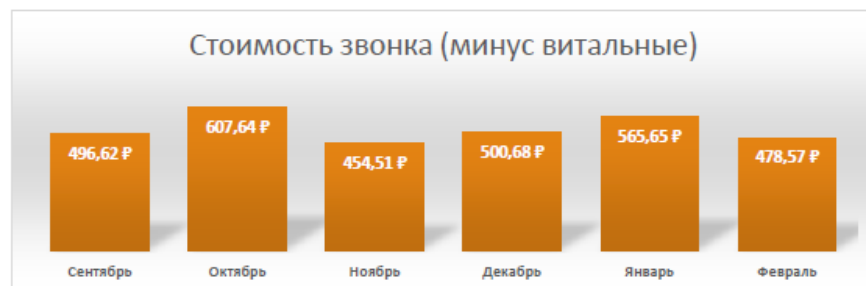 Стоимость звонка (минус витальные)
496,62 ₽
607,64 ₽
454,51 ₽
500,68 ₽
565,65 ₽
478,57 ₽
Сентябрь
Октябрь
Ноябрь
Декабрь
Январь
Февраль